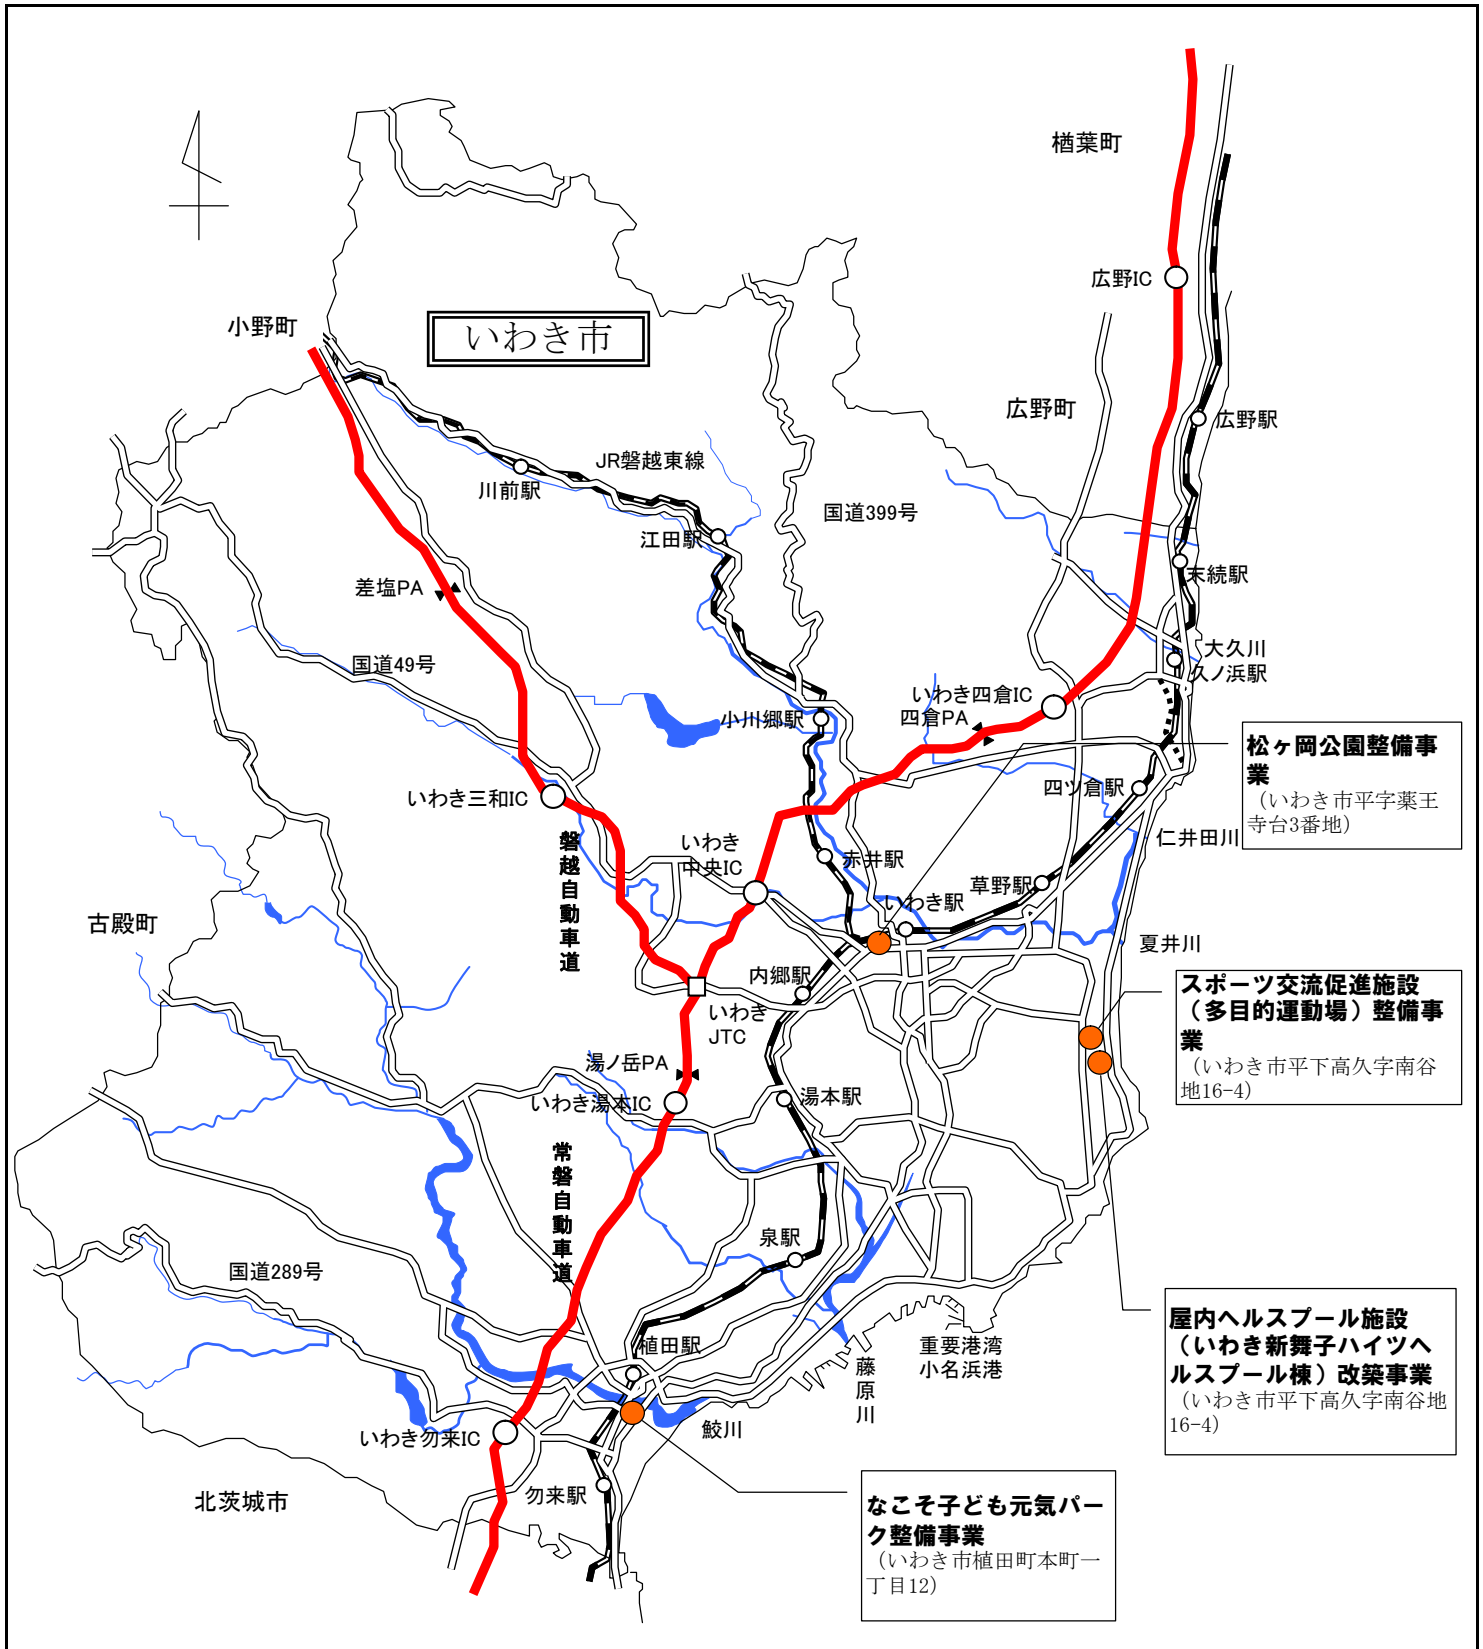 楢葉町
広野IC
小野町
いわき市
広野町
広野駅
JR磐越東線
川前駅
国道399号
江田駅
末続駅
差塩PA
大久川
久ノ浜駅
国道49号
いわき四倉IC
四倉PA
小川郷駅
松ヶ岡公園整備事
業
（いわき市平字薬王
寺台3番地）
四ツ倉駅
いわき三和IC
仁井田川
いわき
中央IC
磐越自動車道
赤井駅
草野駅
いわき駅
古殿町
夏井川
内郷駅
スポーツ交流促進施設
（多目的運動場）整備事
業
（いわき市平下高久字南谷
地16-4）
いわき
JTC
湯ノ岳PA
いわき湯本IC
湯本駅
常磐自動車道
泉駅
国道289号
屋内ヘルスプール施設
（いわき新舞子ハイツヘ
ルスプール棟）改築事業
（いわき市平下高久字南谷地
16-4）
植田駅
重要港湾
小名浜港
藤原川
鮫川
いわき勿来IC
勿来駅
北茨城市
なこそ子ども元気パー
ク整備事業
（いわき市植田町本町一
丁目12）